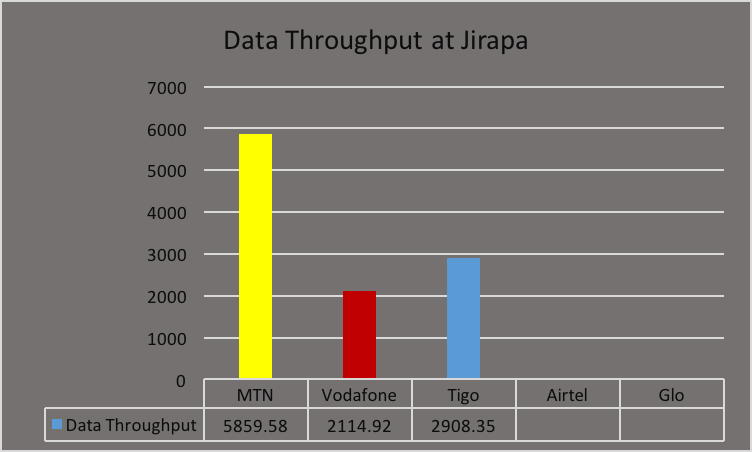 Data Throughput at Jirapa
7000
6000
5000
4000
3000
2000
1000
0
MTN Vodafone Tigo Airtel Glo
Data Throughput 5859.58 2114.92 2908.35